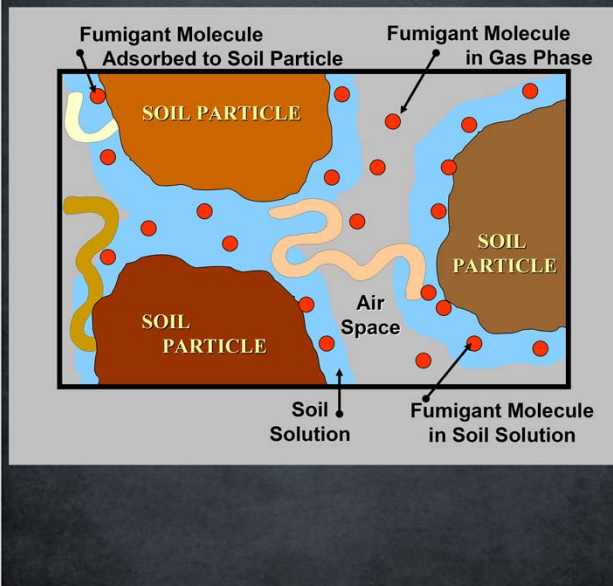 Fumigant Molecule
Adsorbed to Soil Particle
Fumigant Molecule
in Gas Phase
SOIL PARTICLE
SOIL
PARTICLE
SOIL
PARTICLE
Air
Space
Soil
Solution
Fumigant Molecule
in Soil Solution